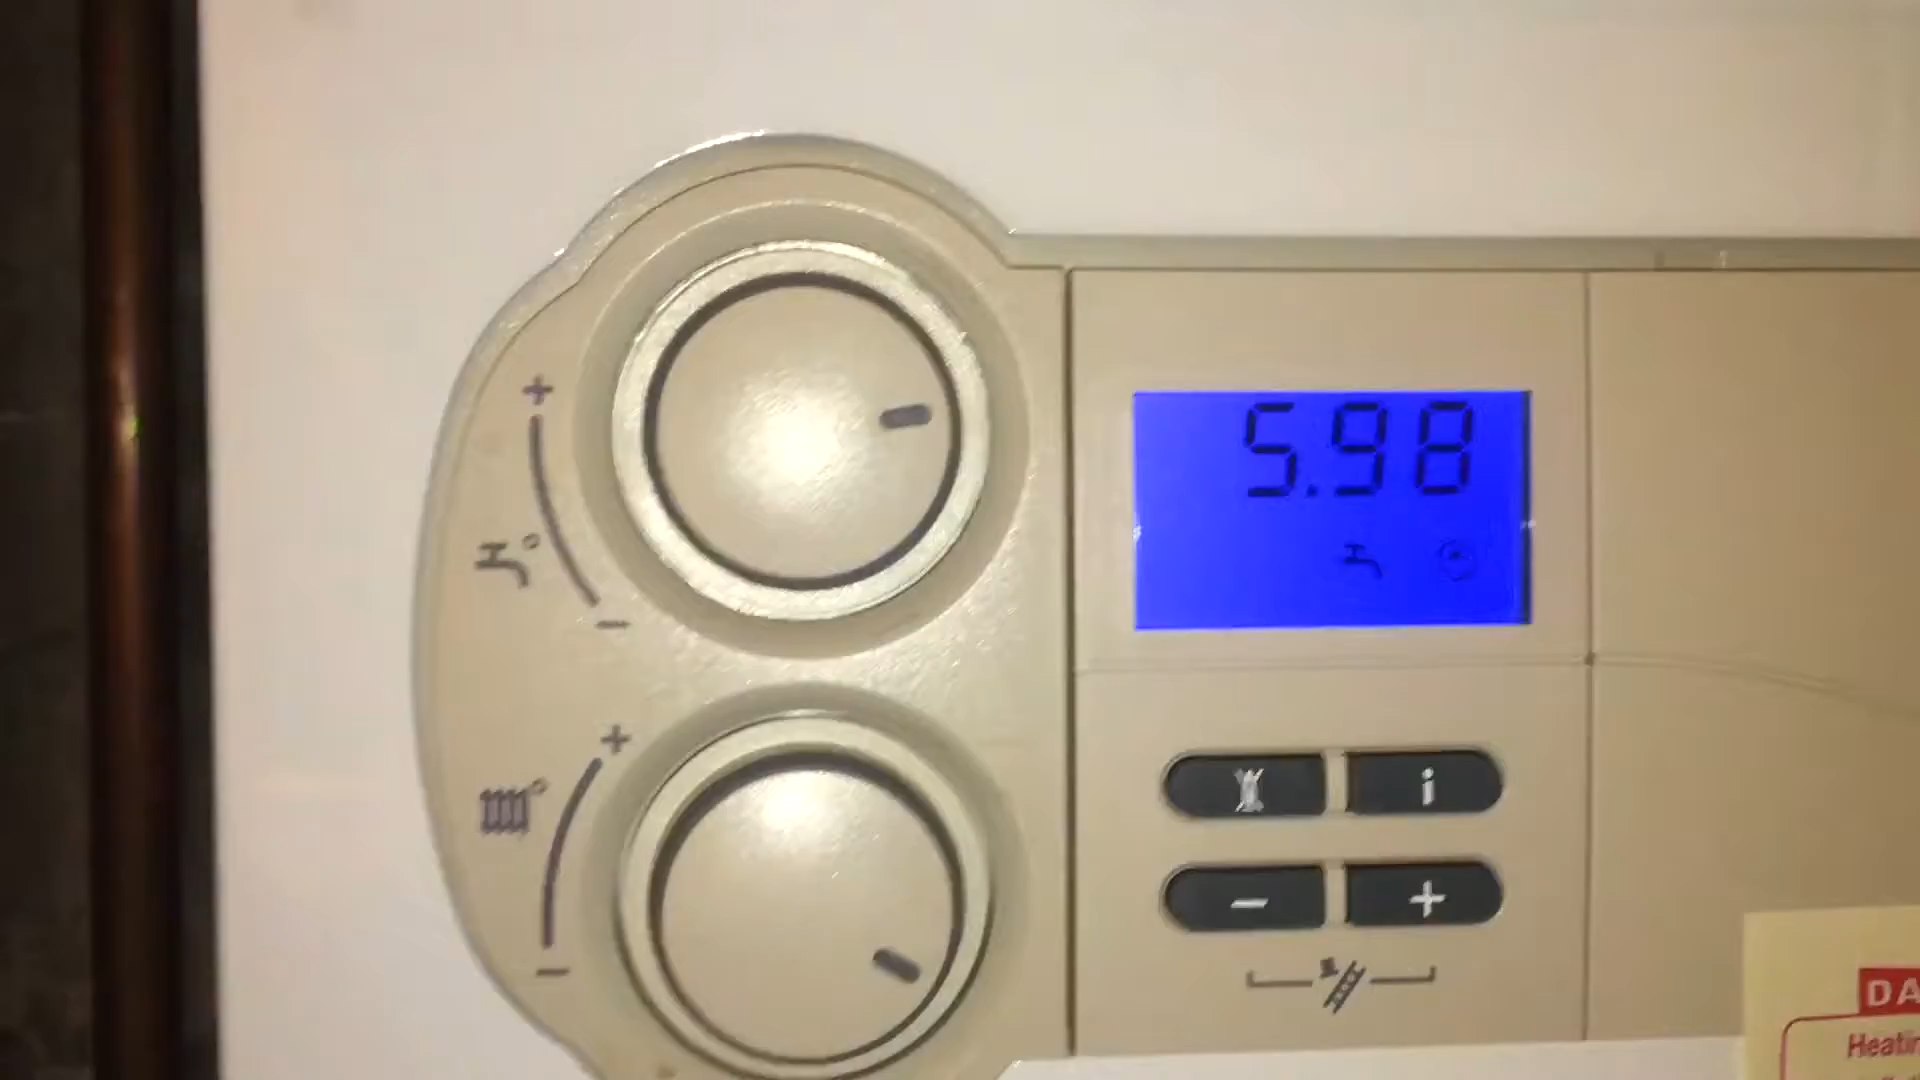 5.98
+
−
+
−
i
− +
DA
Heatin